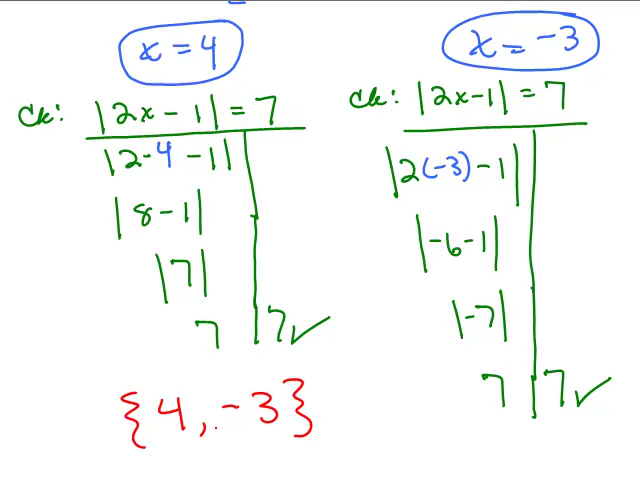 x = 4
Ck: |2x - 1| = 7
|2·4 - 1|
|8 - 1|
|7|
7 7✓
x = -3
Ck: |2x-1| = 7
|2(-3) - 1|
|-6-1|
|-7|
7 7✓
{4, -3}